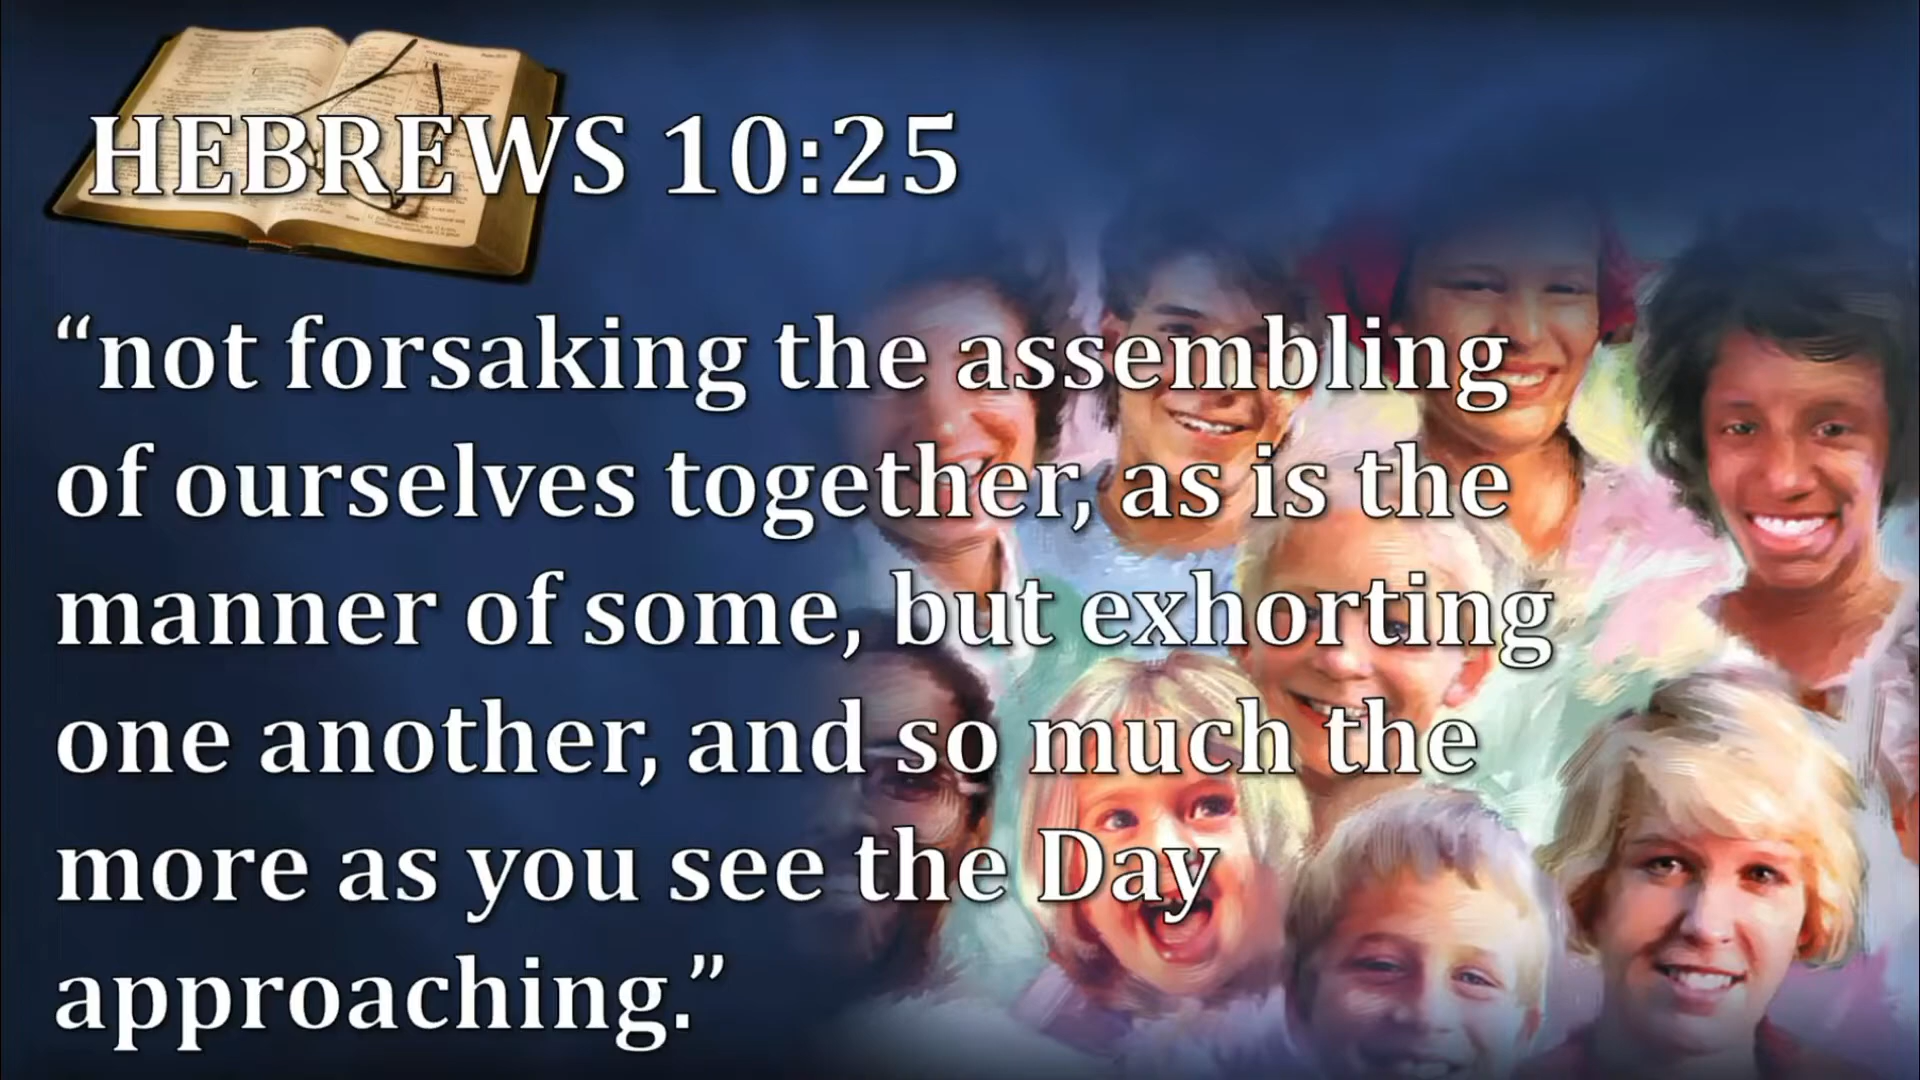 HEBREWS 10:25
“not forsaking the assembling
of ourselves together, as is the
manner of some, but exhorting
one another, and so much the
more as you see the Day
approaching.”